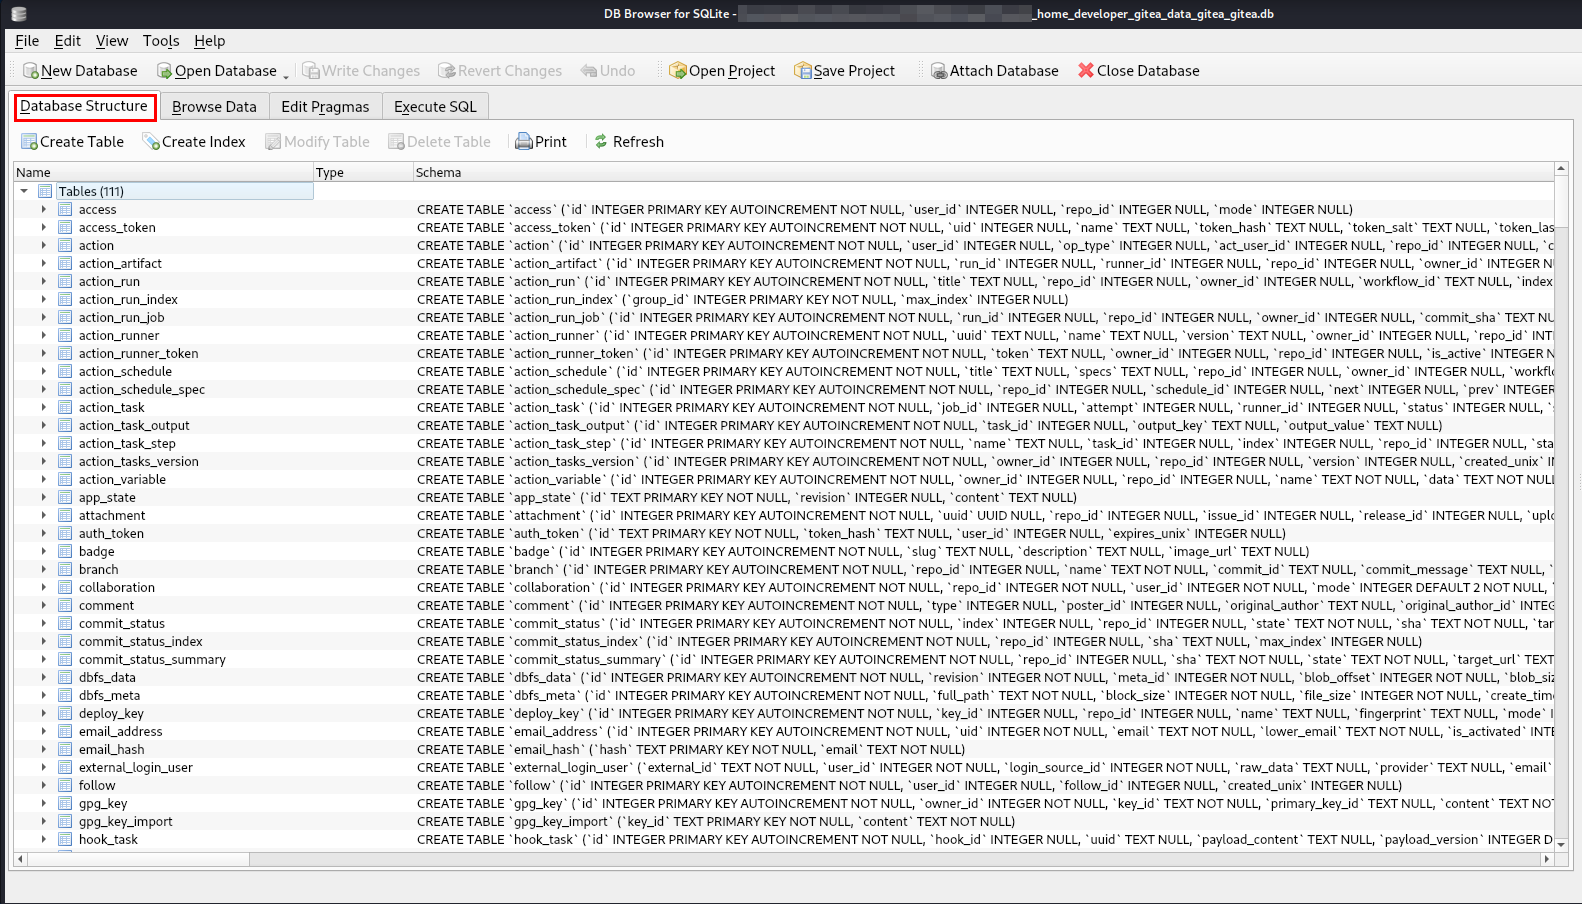 DB Browser for SQLite - _home_developer_gitea_data_gitea_gitea.db
File Edit View Tools Help
New Database Open Database Write Changes Revert Changes Undo Open Project Save Project Attach Database Close Database
Database Structure Browse Data Edit Pragmas Execute SQL
Create Table Create Index Modify Table Delete Table Print Refresh
Name Type Schema
Tables (111)
access CREATE TABLE `access` (`id` INTEGER PRIMARY KEY AUTOINCREMENT NOT NULL, `user_id` INTEGER NULL, `repo_id` INTEGER NULL, `mode` INTEGER NULL)
access_token CREATE TABLE `access_token` (`id` INTEGER PRIMARY KEY AUTOINCREMENT NOT NULL, `uid` INTEGER NULL, `name` TEXT NULL, `token_hash` TEXT NULL, `token_salt` TEXT NULL, `token_las
action CREATE TABLE `action` (`id` INTEGER PRIMARY KEY AUTOINCREMENT NOT NULL, `user_id` INTEGER NULL, `op_type` INTEGER NULL, `act_user_id` INTEGER NULL, `repo_id` INTEGER NULL, `c
action_artifact CREATE TABLE `action_artifact` (`id` INTEGER PRIMARY KEY AUTOINCREMENT NOT NULL, `run_id` INTEGER NULL, `runner_id` INTEGER NULL, `repo_id` INTEGER NULL, `owner_id` INTEGER N
action_run CREATE TABLE `action_run` (`id` INTEGER PRIMARY KEY AUTOINCREMENT NOT NULL, `title` TEXT NULL, `repo_id` INTEGER NULL, `owner_id` INTEGER NULL, `workflow_id` TEXT NULL, `index
action_run_index CREATE TABLE `action_run_index` (`group_id` INTEGER PRIMARY KEY NOT NULL, `max_index` INTEGER NULL)
action_run_job CREATE TABLE `action_run_job` (`id` INTEGER PRIMARY KEY AUTOINCREMENT NOT NULL, `run_id` INTEGER NULL, `repo_id` INTEGER NULL, `owner_id` INTEGER NULL, `commit_sha` TEXT NU
action_runner CREATE TABLE `action_runner` (`id` INTEGER PRIMARY KEY AUTOINCREMENT NOT NULL, `uuid` TEXT NULL, `name` TEXT NULL, `version` TEXT NULL, `owner_id` INTEGER NULL, `repo_id` INTE
action_runner_token CREATE TABLE `action_runner_token` (`id` INTEGER PRIMARY KEY AUTOINCREMENT NOT NULL, `token` TEXT NULL, `owner_id` INTEGER NULL, `repo_id` INTEGER NULL, `is_active` INTEGER N
action_schedule CREATE TABLE `action_schedule` (`id` INTEGER PRIMARY KEY AUTOINCREMENT NOT NULL, `title` TEXT NULL, `specs` TEXT NULL, `repo_id` INTEGER NULL, `owner_id` INTEGER NULL, `workflo
action_schedule_spec CREATE TABLE `action_schedule_spec` (`id` INTEGER PRIMARY KEY AUTOINCREMENT NOT NULL, `repo_id` INTEGER NULL, `schedule_id` INTEGER NULL, `next` INTEGER NULL, `prev` INTEGER
action_task CREATE TABLE `action_task` (`id` INTEGER PRIMARY KEY AUTOINCREMENT NOT NULL, `job_id` INTEGER NULL, `attempt` INTEGER NULL, `runner_id` INTEGER NULL, `status` INTEGER NULL, `
action_task_output CREATE TABLE `action_task_output` (`id` INTEGER PRIMARY KEY AUTOINCREMENT NOT NULL, `task_id` INTEGER NULL, `output_key` TEXT NULL, `output_value` TEXT NULL)
action_task_step CREATE TABLE `action_task_step` (`id` INTEGER PRIMARY KEY AUTOINCREMENT NOT NULL, `name` TEXT NULL, `task_id` INTEGER NULL, `index` INTEGER NULL, `repo_id` INTEGER NULL, `sta
action_tasks_version CREATE TABLE `action_tasks_version` (`id` INTEGER PRIMARY KEY AUTOINCREMENT NOT NULL, `owner_id` INTEGER NULL, `repo_id` INTEGER NULL, `version` INTEGER NULL, `created_unix` IN
action_variable CREATE TABLE `action_variable` (`id` INTEGER PRIMARY KEY AUTOINCREMENT NOT NULL, `owner_id` INTEGER NULL, `repo_id` INTEGER NULL, `name` TEXT NOT NULL, `data` TEXT NOT NULL
app_state CREATE TABLE `app_state` (`id` TEXT PRIMARY KEY NOT NULL, `revision` INTEGER NULL, `content` TEXT NULL)
attachment CREATE TABLE `attachment` (`id` INTEGER PRIMARY KEY AUTOINCREMENT NOT NULL, `uuid` UUID NULL, `repo_id` INTEGER NULL, `issue_id` INTEGER NULL, `release_id` INTEGER NULL, `uplo
auth_token CREATE TABLE `auth_token` (`id` TEXT PRIMARY KEY NOT NULL, `token_hash` TEXT NULL, `user_id` INTEGER NULL, `expires_unix` INTEGER NULL)
badge CREATE TABLE `badge` (`id` INTEGER PRIMARY KEY AUTOINCREMENT NOT NULL, `slug` TEXT NULL, `description` TEXT NULL, `image_url` TEXT NULL)
branch CREATE TABLE `branch` (`id` INTEGER PRIMARY KEY AUTOINCREMENT NOT NULL, `repo_id` INTEGER NULL, `name` TEXT NOT NULL, `commit_id` TEXT NULL, `commit_message` TEXT NULL, `
collaboration CREATE TABLE `collaboration` (`id` INTEGER PRIMARY KEY AUTOINCREMENT NOT NULL, `repo_id` INTEGER NOT NULL, `user_id` INTEGER NOT NULL, `mode` INTEGER DEFAULT 2 NOT NULL, `
comment CREATE TABLE `comment` (`id` INTEGER PRIMARY KEY AUTOINCREMENT NOT NULL, `type` INTEGER NULL, `poster_id` INTEGER NULL, `original_author` TEXT NULL, `original_author_id` INTEG
commit_status CREATE TABLE `commit_status` (`id` INTEGER PRIMARY KEY AUTOINCREMENT NOT NULL, `index` INTEGER NULL, `repo_id` INTEGER NULL, `state` TEXT NOT NULL, `sha` TEXT NOT NULL, `tar
commit_status_index CREATE TABLE `commit_status_index` (`id` INTEGER PRIMARY KEY AUTOINCREMENT NOT NULL, `repo_id` INTEGER NULL, `sha` TEXT NULL, `max_index` INTEGER NULL)
commit_status_summary CREATE TABLE `commit_status_summary` (`id` INTEGER PRIMARY KEY AUTOINCREMENT NOT NULL, `repo_id` INTEGER NULL, `sha` TEXT NOT NULL, `state` TEXT NOT NULL, `target_url` TEXT
dbfs_data CREATE TABLE `dbfs_data` (`id` INTEGER PRIMARY KEY AUTOINCREMENT NOT NULL, `revision` INTEGER NOT NULL, `meta_id` INTEGER NOT NULL, `blob_offset` INTEGER NOT NULL, `blob_siz
dbfs_meta CREATE TABLE `dbfs_meta` (`id` INTEGER PRIMARY KEY AUTOINCREMENT NOT NULL, `full_path` TEXT NOT NULL, `block_size` INTEGER NOT NULL, `file_size` INTEGER NOT NULL, `create_time
deploy_key CREATE TABLE `deploy_key` (`id` INTEGER PRIMARY KEY AUTOINCREMENT NOT NULL, `key_id` INTEGER NULL, `repo_id` INTEGER NULL, `name` TEXT NULL, `fingerprint` TEXT NULL, `mode` I
email_address CREATE TABLE `email_address` (`id` INTEGER PRIMARY KEY AUTOINCREMENT NOT NULL, `uid` INTEGER NOT NULL, `email` TEXT NOT NULL, `lower_email` TEXT NOT NULL, `is_activated` INTE
email_hash CREATE TABLE `email_hash` (`hash` TEXT PRIMARY KEY NOT NULL, `email` TEXT NOT NULL)
external_login_user CREATE TABLE `external_login_user` (`external_id` TEXT NOT NULL, `user_id` INTEGER NOT NULL, `login_source_id` INTEGER NOT NULL, `raw_data` TEXT NULL, `provider` TEXT NULL, `email`
follow CREATE TABLE `follow` (`id` INTEGER PRIMARY KEY AUTOINCREMENT NOT NULL, `user_id` INTEGER NULL, `follow_id` INTEGER NULL, `created_unix` INTEGER NULL)
gpg_key CREATE TABLE `gpg_key` (`id` INTEGER PRIMARY KEY AUTOINCREMENT NOT NULL, `owner_id` INTEGER NOT NULL, `key_id` TEXT NOT NULL, `primary_key_id` TEXT NULL, `content` TEXT NOT
gpg_key_import CREATE TABLE `gpg_key_import` (`key_id` TEXT PRIMARY KEY NOT NULL, `content` TEXT NOT NULL)
hook_task CREATE TABLE `hook_task` (`id` INTEGER PRIMARY KEY AUTOINCREMENT NOT NULL, `hook_id` INTEGER NULL, `uuid` TEXT NULL, `payload_content` TEXT NULL, `payload_version` INTEGER D